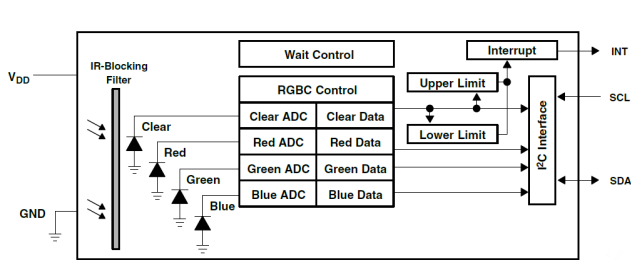 Wait Control
Interrupt
INT
IR-Blocking
Filter
VDD
RGBC Control
Upper Limit
SCL
Clear
Clear ADC
Clear Data
Lower Limit
I2C Interface
Red
Red ADC
Red Data
Green
Green ADC
Green Data
SDA
Blue
Blue ADC
Blue Data
GND